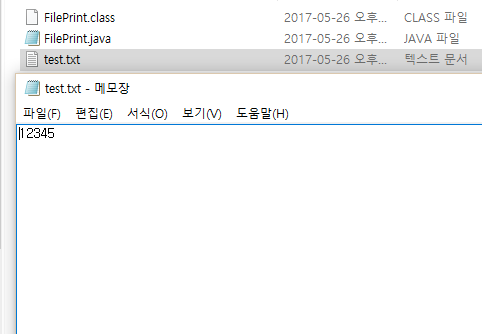 FilePrint.class 2017-05-26 오후... CLASS 파일
FilePrint.java 2017-05-26 오후... JAVA 파일
test.txt 2017-05-26 오후... 텍스트 문서
test.txt - 메모장
파일(F) 편집(E) 서식(O) 보기(V) 도움말(H)
12345